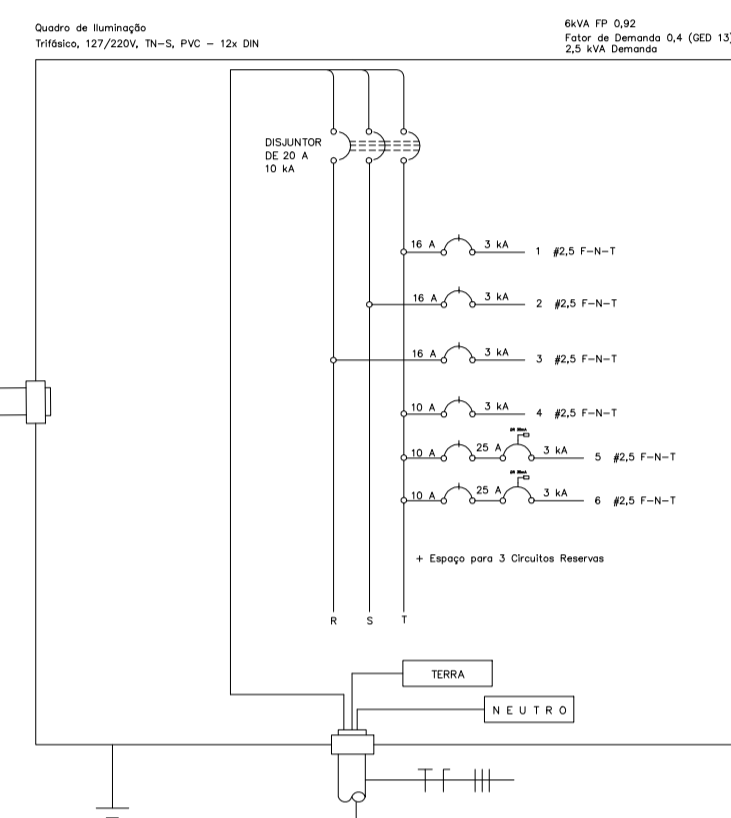 Quadro de Iluminação
Trifásico, 127/220V, TN-S, PVC - 12x DIN
6kVA FP 0,92
Fator de Demanda 0,4 (GED 13)
2,5 kVA Demanda
DISJUNTOR
DE 20 A
10 kA
16 A 3 kA 1 #2,5 F-N-T
16 A 3 kA 2 #2,5 F-N-T
16 A 3 kA 3 #2,5 F-N-T
10 A 3 kA 4 #2,5 F-N-T
10 A 25 A 3 kA 5 #2,5 F-N-T
10 A 25 A 3 kA 6 #2,5 F-N-T
+ Espaço para 3 Circuitos Reservas
R S T
TERRA
NEUTRO